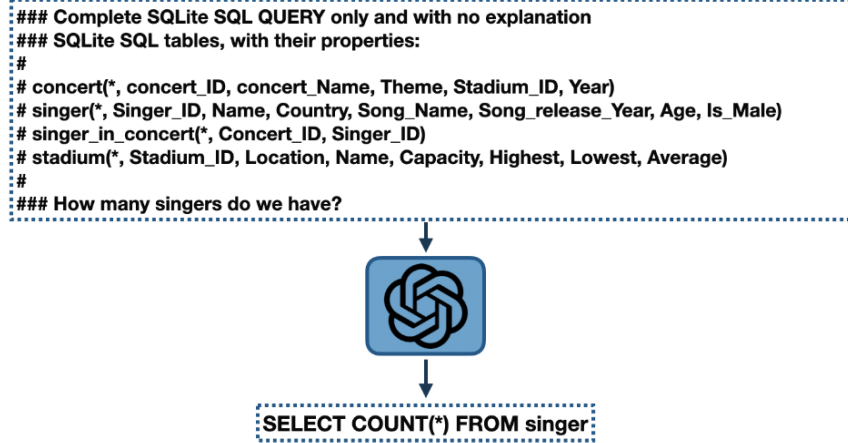 ### Complete SQLite SQL QUERY only and with no explanation
### SQLite SQL tables, with their properties:
#
# concert(*, concert_ID, concert_Name, Theme, Stadium_ID, Year)
# singer(*, Singer_ID, Name, Country, Song_Name, Song_release_Year, Age, Is_Male)
# singer_in_concert(*, Concert_ID, Singer_ID)
# stadium(*, Stadium_ID, Location, Name, Capacity, Highest, Lowest, Average)
#
### How many singers do we have?
SELECT COUNT(*) FROM singer